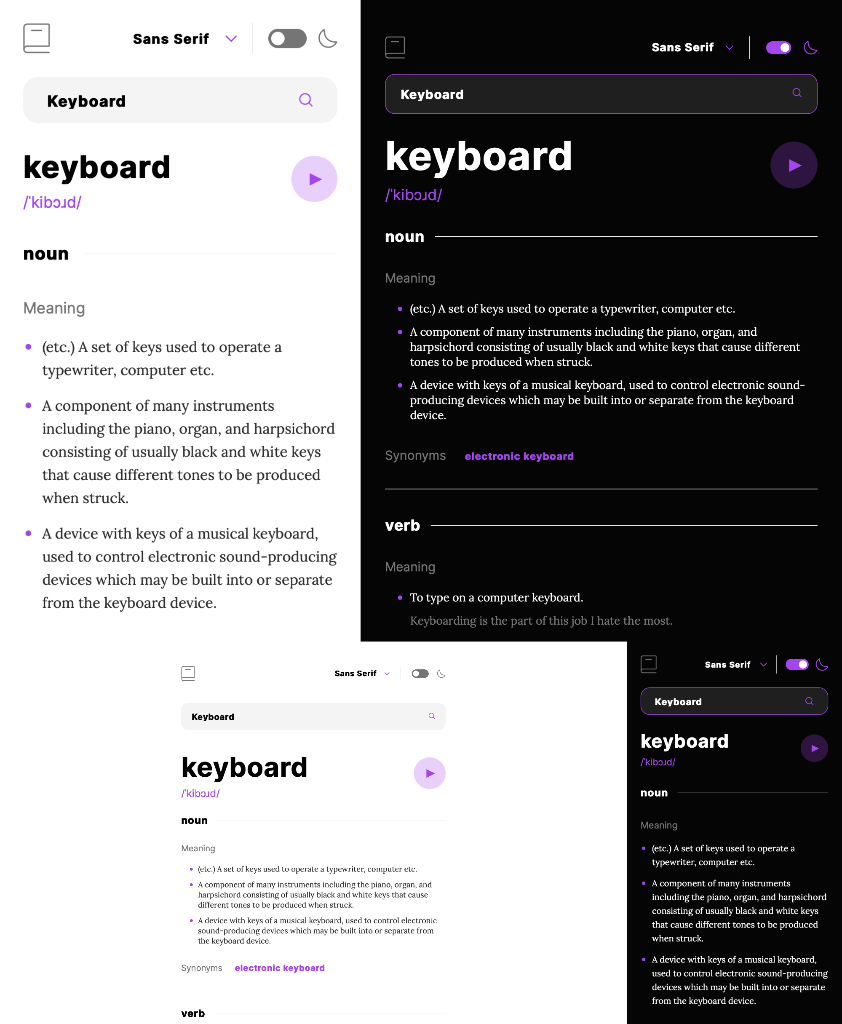 Sans Serif
Keyboard
keyboard
/ˈkibɔɹd/
noun
Meaning
(etc.) A set of keys used to operate a
typewriter, computer etc.
A component of many instruments
including the piano, organ, and harpsichord
consisting of usually black and white keys
that cause different tones to be produced
when struck.
A device with keys of a musical keyboard,
used to control electronic sound-producing
devices which may be built into or separate
from the keyboard device.
Sans Serif
Keyboard
keyboard
/ˈkibɔɹd/
noun
Meaning
(etc.) A set of keys used to operate a typewriter, computer etc.
A component of many instruments including the piano, organ, and
harpsichord consisting of usually black and white keys that cause different
tones to be produced when struck.
A device with keys of a musical keyboard, used to control electronic sound-
producing devices which may be built into or separate from the keyboard
device.
Synonyms electronic keyboard
verb
Meaning
To type on a computer keyboard.
Keyboarding is the part of this job I hate the most.
Sans Serif
Keyboard
keyboard
/ˈkibɔɹd/
noun
Meaning
(etc.) A set of keys used to operate a typewriter, computer etc.
A component of many instruments including the piano, organ, and
harpsichord consisting of usually black and white keys that cause
different tones to be produced when struck.
A device with keys of a musical keyboard, used to control electronic
sound-producing devices which may be built into or separate from
the keyboard device.
Synonyms electronic keyboard
verb
Sans Serif
Keyboard
keyboard
/ˈkibɔɹd/
noun
Meaning
(etc.) A set of keys used to operate a
typewriter, computer etc.
A component of many instruments
including the piano, organ, and harpsichord
consisting of usually black and white keys
that cause different tones to be produced
when struck.
A device with keys of a musical keyboard,
used to control electronic sound-producing
devices which may be built into or separate
from the keyboard device.